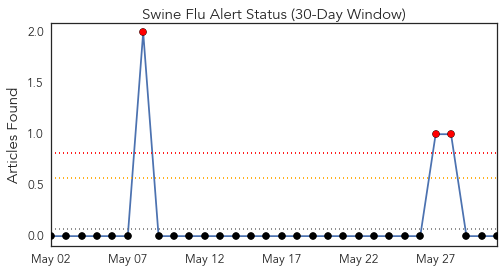 Swine Flu Alert Status (30-Day Window)
Articles Found
2.0
1.5
1.0
0.5
0.0
May 02 May 07 May 12 May 17 May 22 May 27